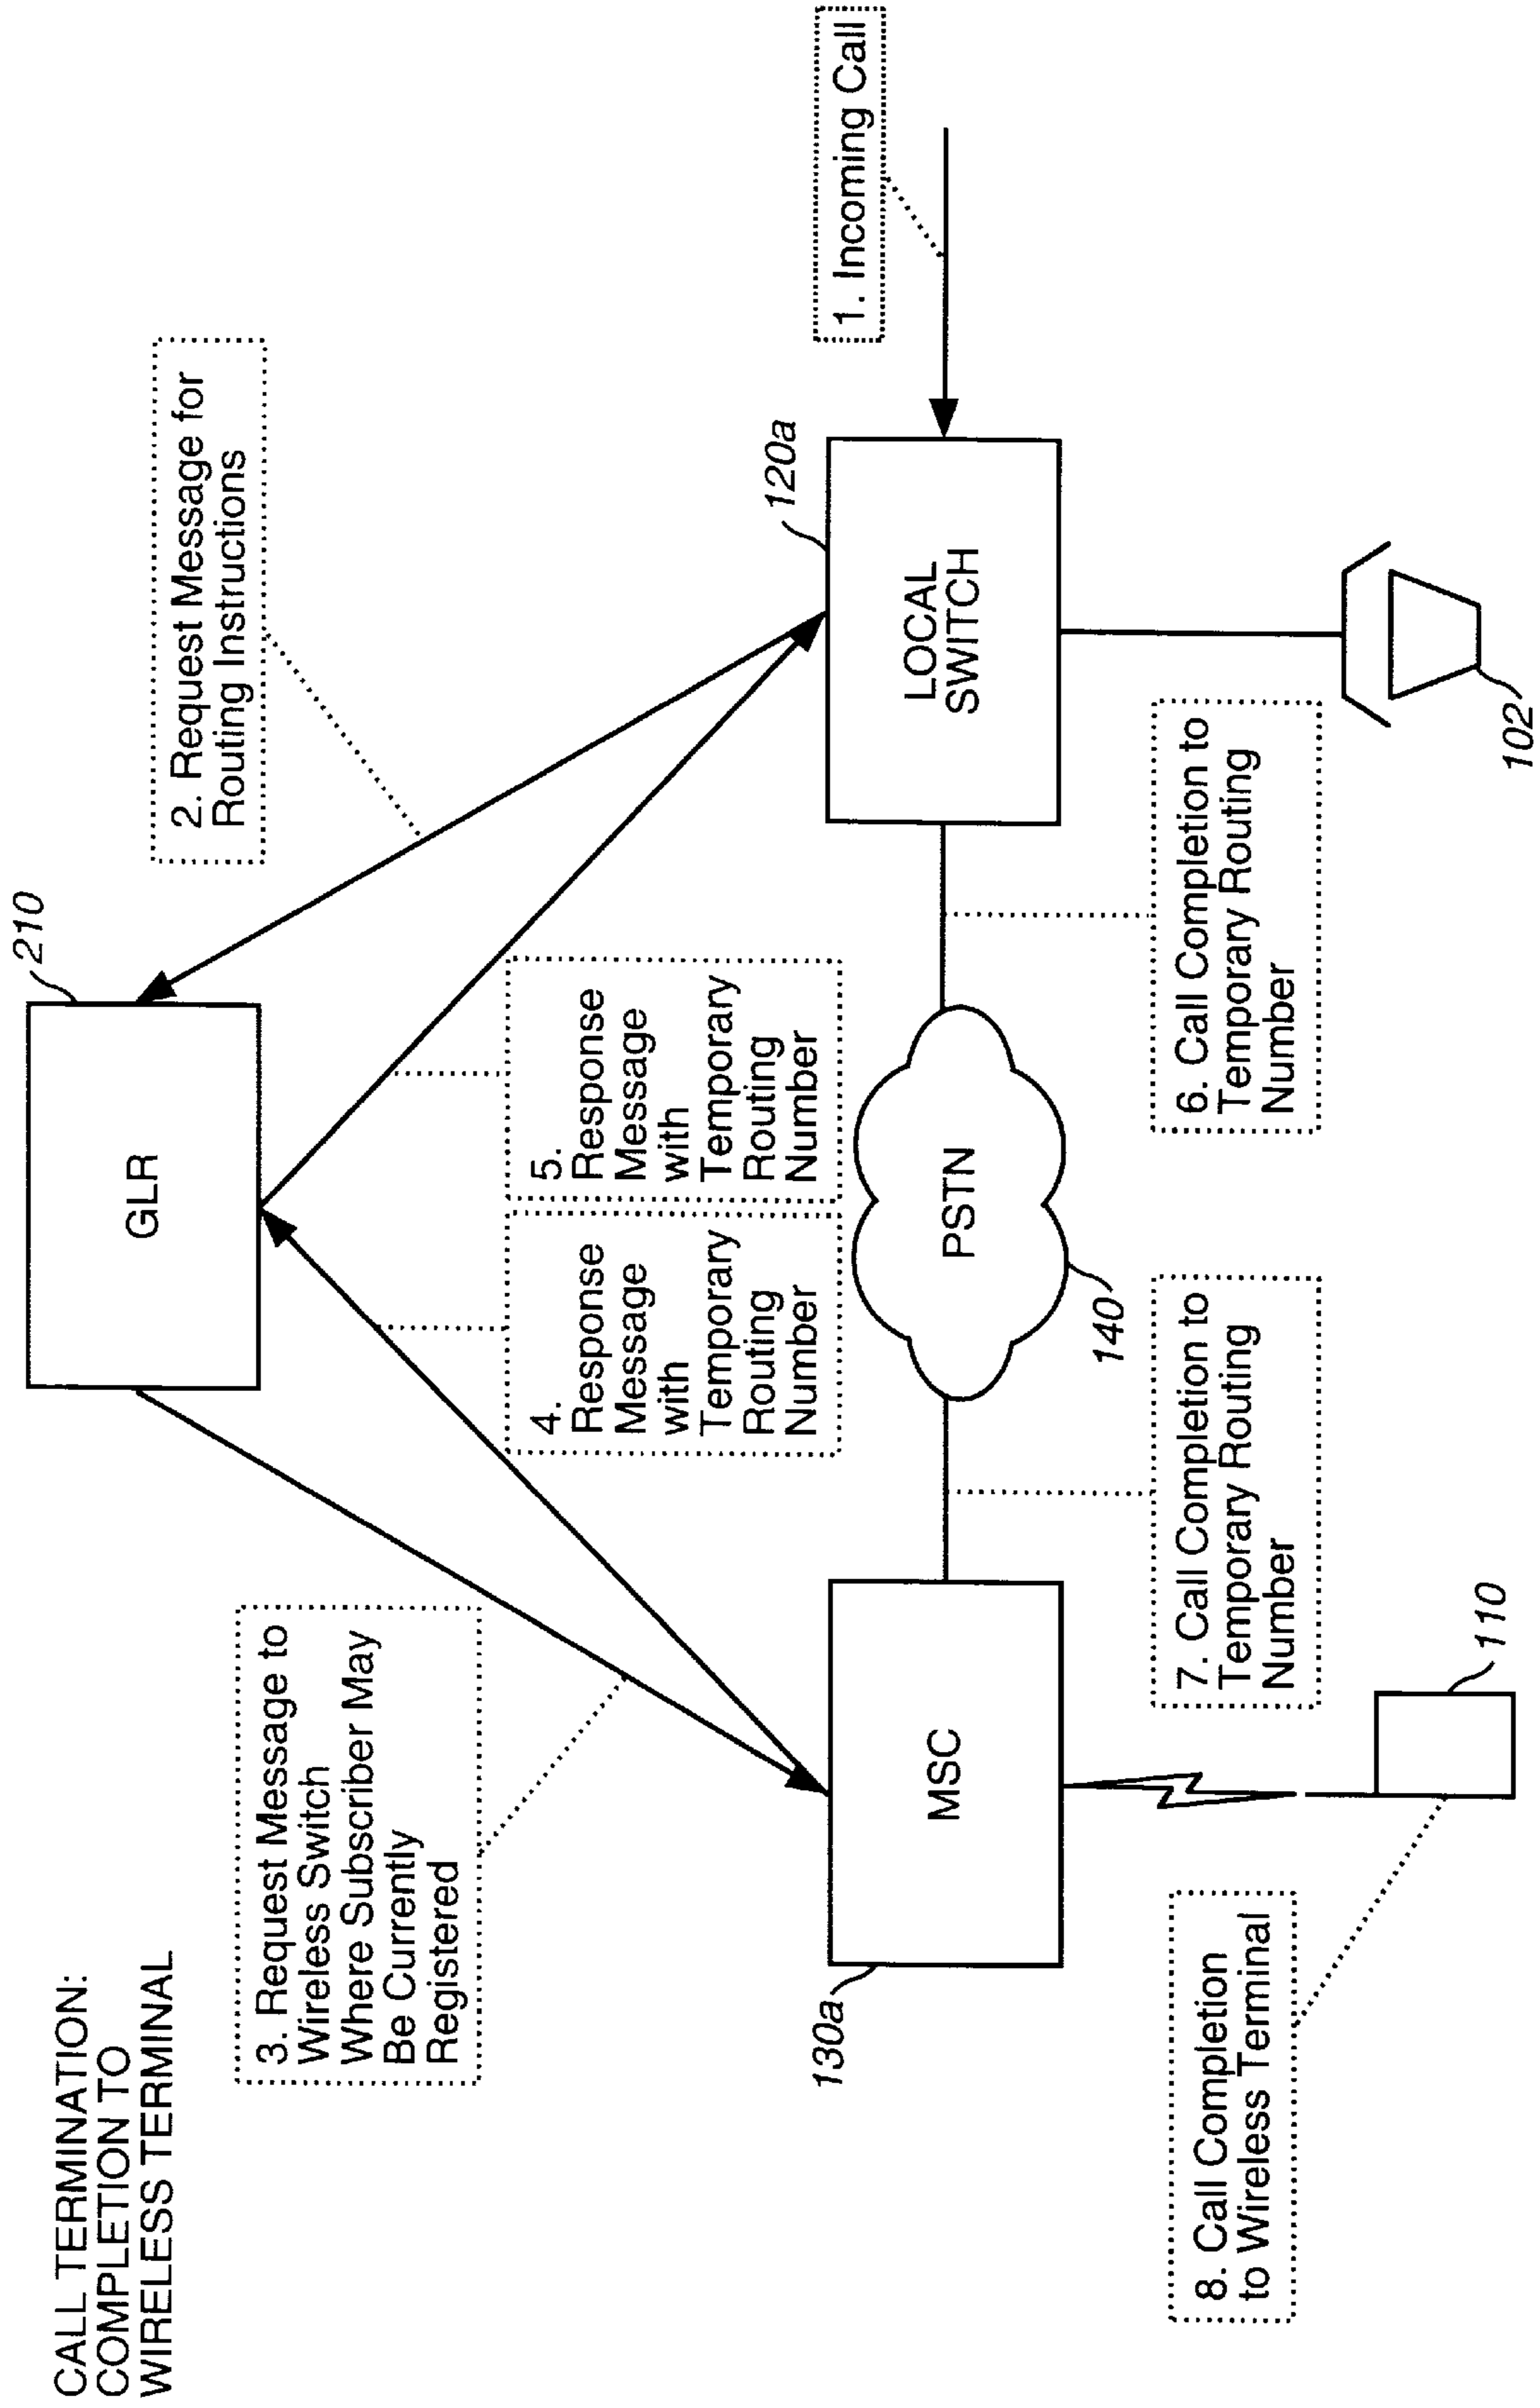 CALL TERMINATION:
COMPLETION TO
WIRELESS TERMINAL
210
GLR
2. Request Message for
Routing Instructions
3. Request Message to
Wireless Switch
Where Subscriber May
Be Currently
Registered
4.
Response
Message
with
Temporary
Routing
Number
5.
Response
Message
with
Temporary
Routing
Number
1. Incoming Call
130a
MSC
PSTN
140
120a
LOCAL
SWITCH
7. Call Completion to
Temporary Routing
Number
6. Call Completion to
Temporary Routing
Number
8. Call Completion
to Wireless Terminal
110
102